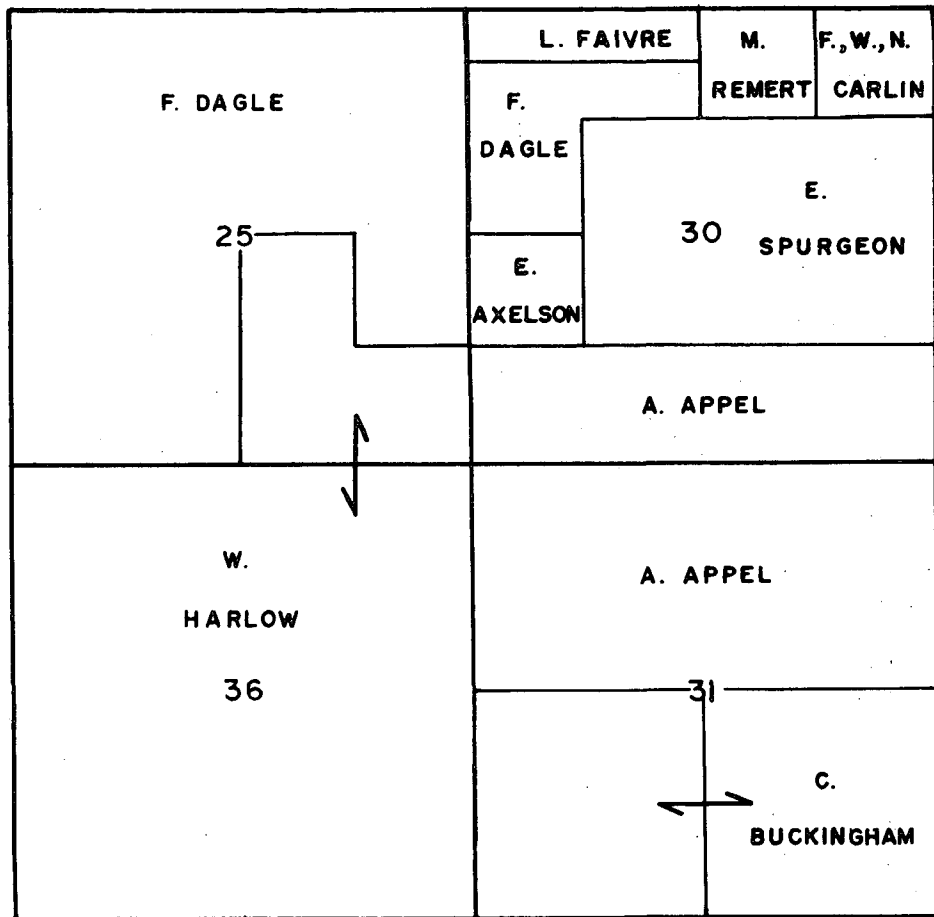 L. FAIVRE
M.
REMERT
F., W., N.
CARLIN
F. DAGLE
F.
DAGLE
25
30
E.
SPURGEON
E.
AXELSON
A. APPEL
W.
HARLOW
36
A. APPEL
31
C.
BUCKINGHAM